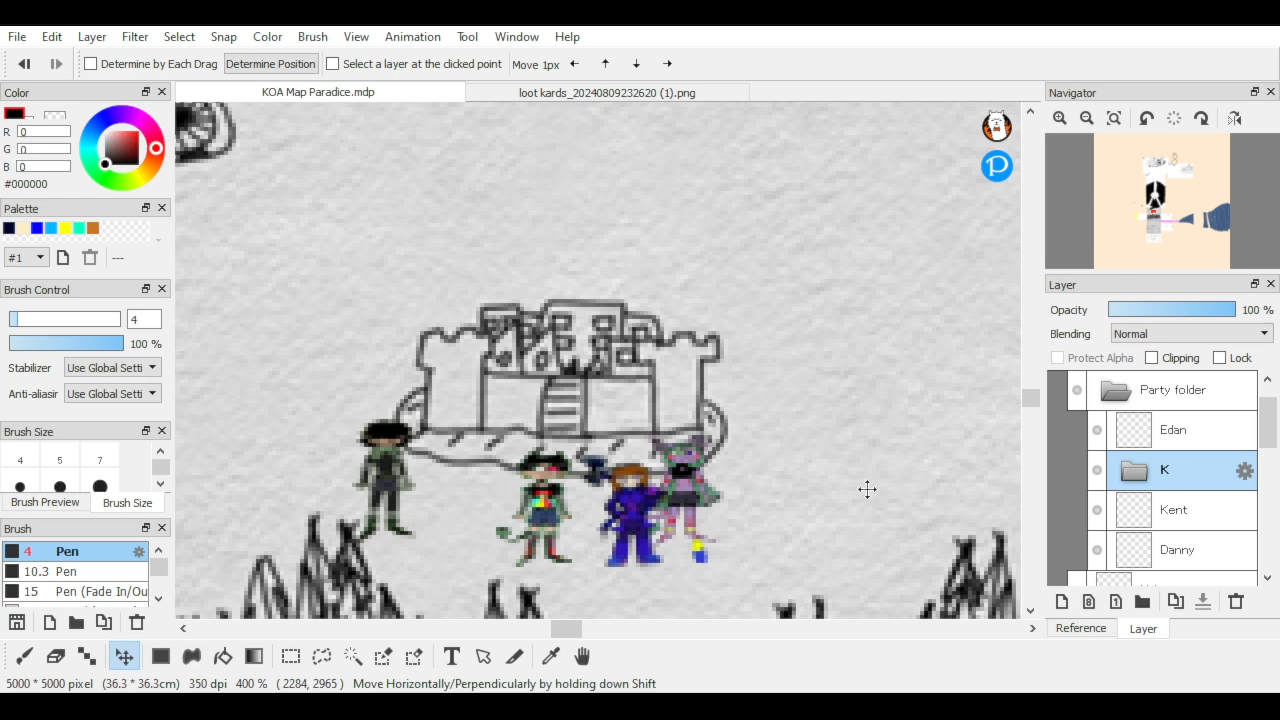 File Edit Layer Filter Select Snap Color Brush View Animation Tool Window Help
Determine by Each Drag Determine Position Select a layer at the clicked point Move 1px
Color
KOA Map Paradice.mdp
loot kards_20240809232620 (1).png
Navigator
R 0
G 0
B 0
#000000
Palette
#1
---
Brush Control
4
100 %
Stabilizer Use Global Setti
Anti-aliasir Use Global Setti
Brush Size
4 5 7
Brush Preview Brush Size
Brush
4 Pen
10.3 Pen
15 Pen (Fade In/Ou
P
Layer
Opacity 100 %
Blending Normal
Protect Alpha Clipping Lock
Party folder
Edan
K
Kent
Danny
8 1
Reference Layer
T
5000 * 5000 pixel (36.3 * 36.3cm) 350 dpi 400 % ( 2284, 2965 ) Move Horizontally/Perpendicularly by holding down Shift